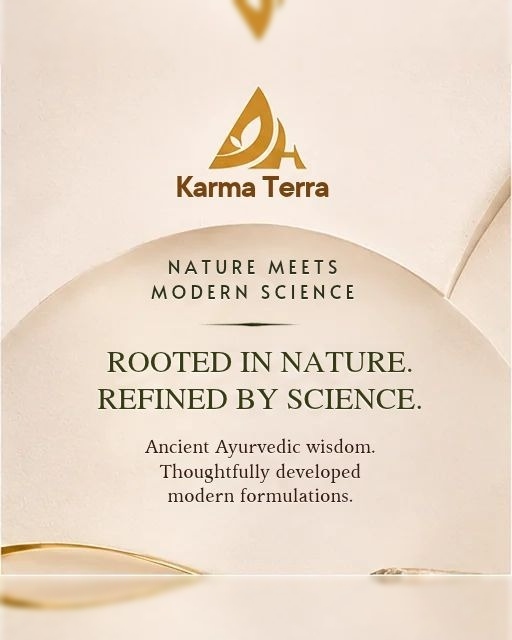 Karma Terra
NATURE MEETS
MODERN SCIENCE
ROOTED IN NATURE.
REFINED BY SCIENCE.
Ancient Ayurvedic wisdom.
Thoughtfully developed
modern formulations.